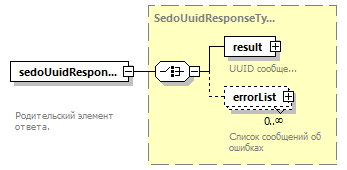 SedoUuidResponseTy...
result
UUID сообще...
sedoUuidRespon...
Родительский элемент
ответа.
errorList
0..∞
Список сообщений об
ошибках